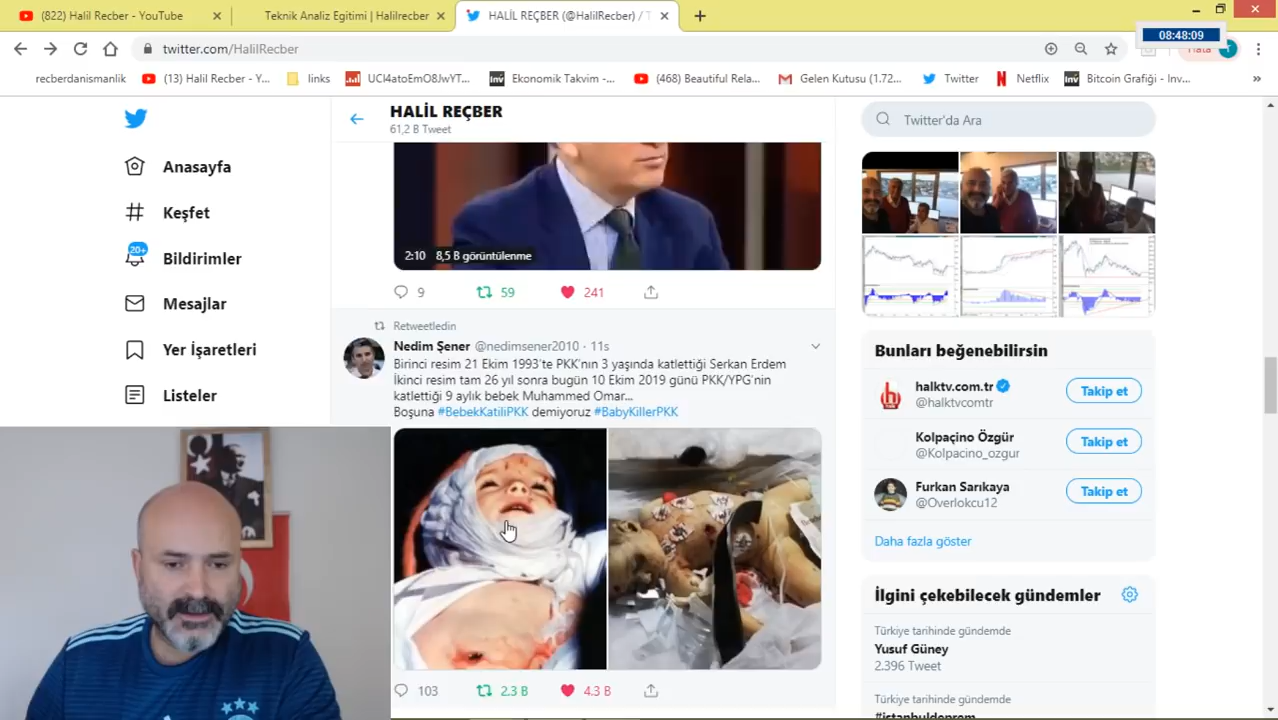 (822) Halil Recber - YouTube
Teknik Analiz Egitimi | Halilrecber
HALİL REÇBER (@HalilRecber) / T
08:48:09
twitter.com/HalilRecber
recberdanismanlik
(13) Halil Recber - Y...
links
UCl4atoEmO8JwYT...
Inv
Ekonomik Takvim -...
(468) Beautiful Rela...
Gelen Kutusu (1.72...
Twitter
Netflix
Inv
Bitcoin Grafiği - Inv...
Anasayfa
Keşfet
20+
Bildirimler
Mesajlar
Yer İşaretleri
Listeler
HALİL REÇBER
61,2 B Tweet
2:10 8,5 B görüntülenme
9 59 241
Retweetledin
Nedim Şener @nedimsener2010 · 11s
Birinci resim 21 Ekim 1993'te PKK'nın 3 yaşında katlettiği Serkan Erdem
İkinci resim tam 26 yıl sonra bugün 10 Ekim 2019 günü PKK/YPG'nin
katlettiği 9 aylık bebek Muhammed Omar...
Boşuna #BebekKatiliPKK demiyoruz #BabyKillerPKK
103 2.3 B 4.3 B
Twitter'da Ara
Bunları beğenebilirsin
halktv.com.tr
@halktvcomtr
Takip et
Kolpaçino Özgür
@Kolpacino_ozgur
Takip et
Furkan Sarıkaya
@Overlokcu12
Takip et
Daha fazla göster
İlgini çekebilecek gündemler
Türkiye tarihinde gündemde
Yusuf Güney
2.396 Tweet
Türkiye tarihinde gündemde
#istanbuldeprem